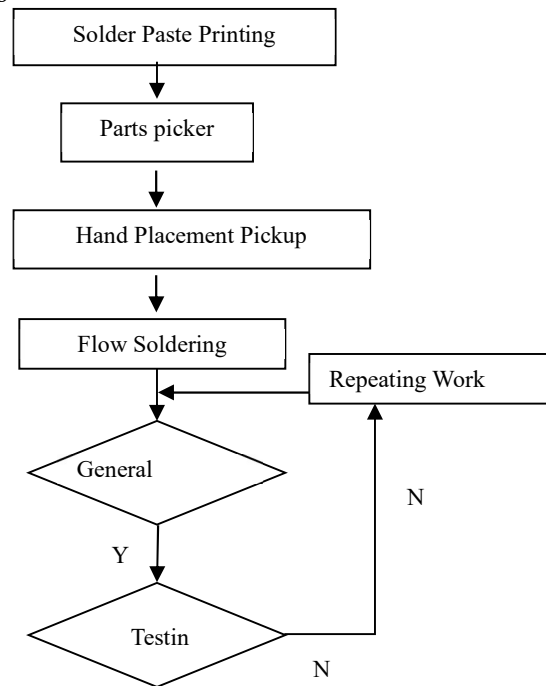 Solder Paste Printing
Parts picker
Hand Placement Pickup
Flow Soldering
Repeating Work
General
N
Y
Testin
N